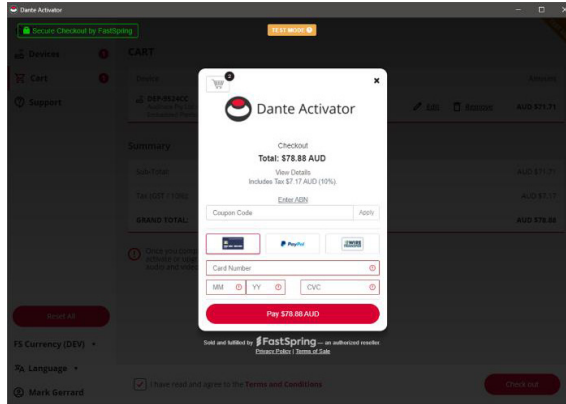 Dante Activator
Secure Checkout by FastSpring
TEST MODE
Devices
Cart
Support
CART
Device
Amount
DEP-BS24CC
Edit
Remove
AUD $71.71
Summary
Sub-Total:
AUD $71.71
Tax (GST - 10%)
AUD $7.17
GRAND TOTAL:
AUD $78.88
2
Dante Activator
Checkout
Total: $78.88 AUD
View Details
Includes Tax $7.17 AUD (10%).
Enter ABN
Coupon Code
Apply
PayPal
WIRE
Card Number
MM
YY
CVC
Pay $78.88 AUD
Sold and fulfilled by FastSpring — an authorized reseller.
Privacy Policy | Terms of Sale
Reset All
FS Currency (DEV)
Language
Mark Gerrard
I have read and agree to the Terms and Conditions
Check out